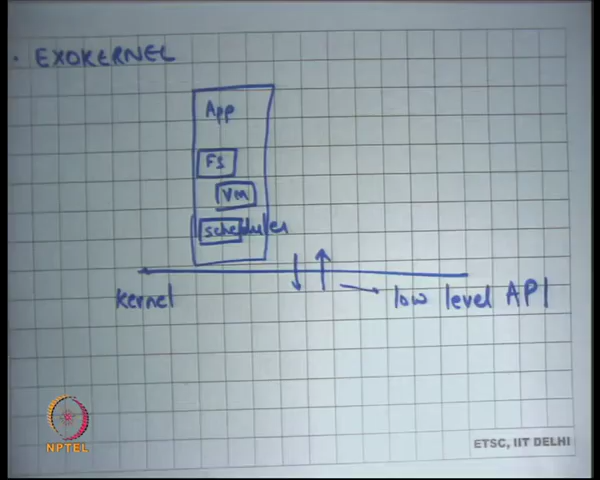 · EXOKERNEL
App
FS
VM
scheduler
kernel
low level API
NPTEL
ETSC, IIT DELHI